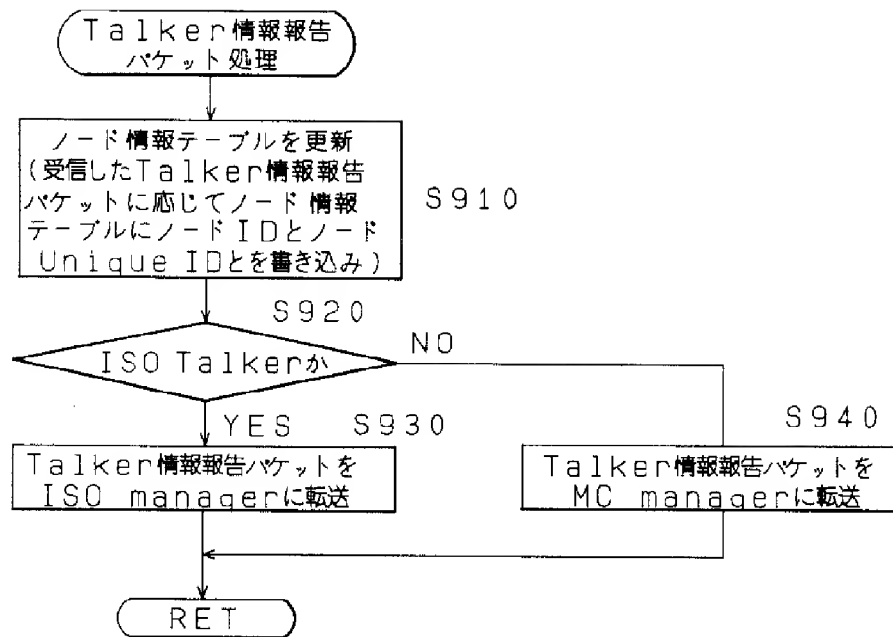 Talker情報報告
パケット処理
ノード情報テーブルを更新
(受信したTalker情報報告
パケットに応じてノード情報
テーブルにノードIDとノード
Unique IDとを書き込み)
S910
S920
ISO Talkerか
NO
YES
S930
S940
Talker情報報告パケットを
ISO managerに転送
Talker情報報告パケットを
MC managerに転送
RET